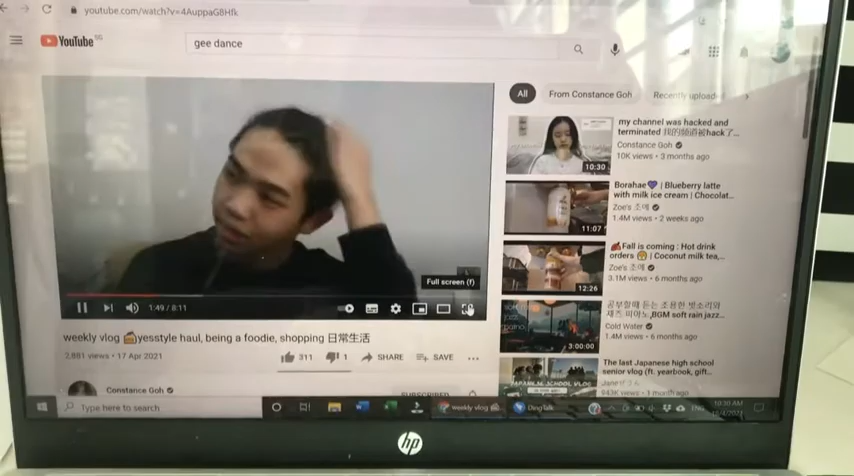 youtube.com/watch?v=4AuppaG8Hfk
YouTube SG
gee dance
All
From Constance Goh
Recently uploaded
my channel was hacked and
terminated 我的频道被hack了...
Constance Goh
10K views • 3 months ago
10:30
Borahae💜 | Blueberry latte
with milk ice cream | Chocolat...
Zoe's 조에
1.4M views • 2 weeks ago
11:07
🍂Fall is coming : Hot drink
orders 🤗 | Coconut milk tea,...
Zoe's 조에
3.1M views • 6 months ago
12:26
공부할때 듣는 조용한 빗소리와
재즈 피아노,BGM soft rain jazz...
Cold Water
1.4M views • 6 months ago
3:00:00
The last Japanese high school
senior vlog (ft. yearbook, gift...
943K views • 1 month ago
Full screen (f)
1:49 / 8:11
weekly vlog 🍰yesstyle haul, being a foodie, shopping 日常生活
2,881 views • 17 Apr 2021
311
1
SHARE
SAVE
Constance Goh
SUBSCRIBED
Type here to search
weekly vlog
DingTalk
ENG
10:30 AM
hp